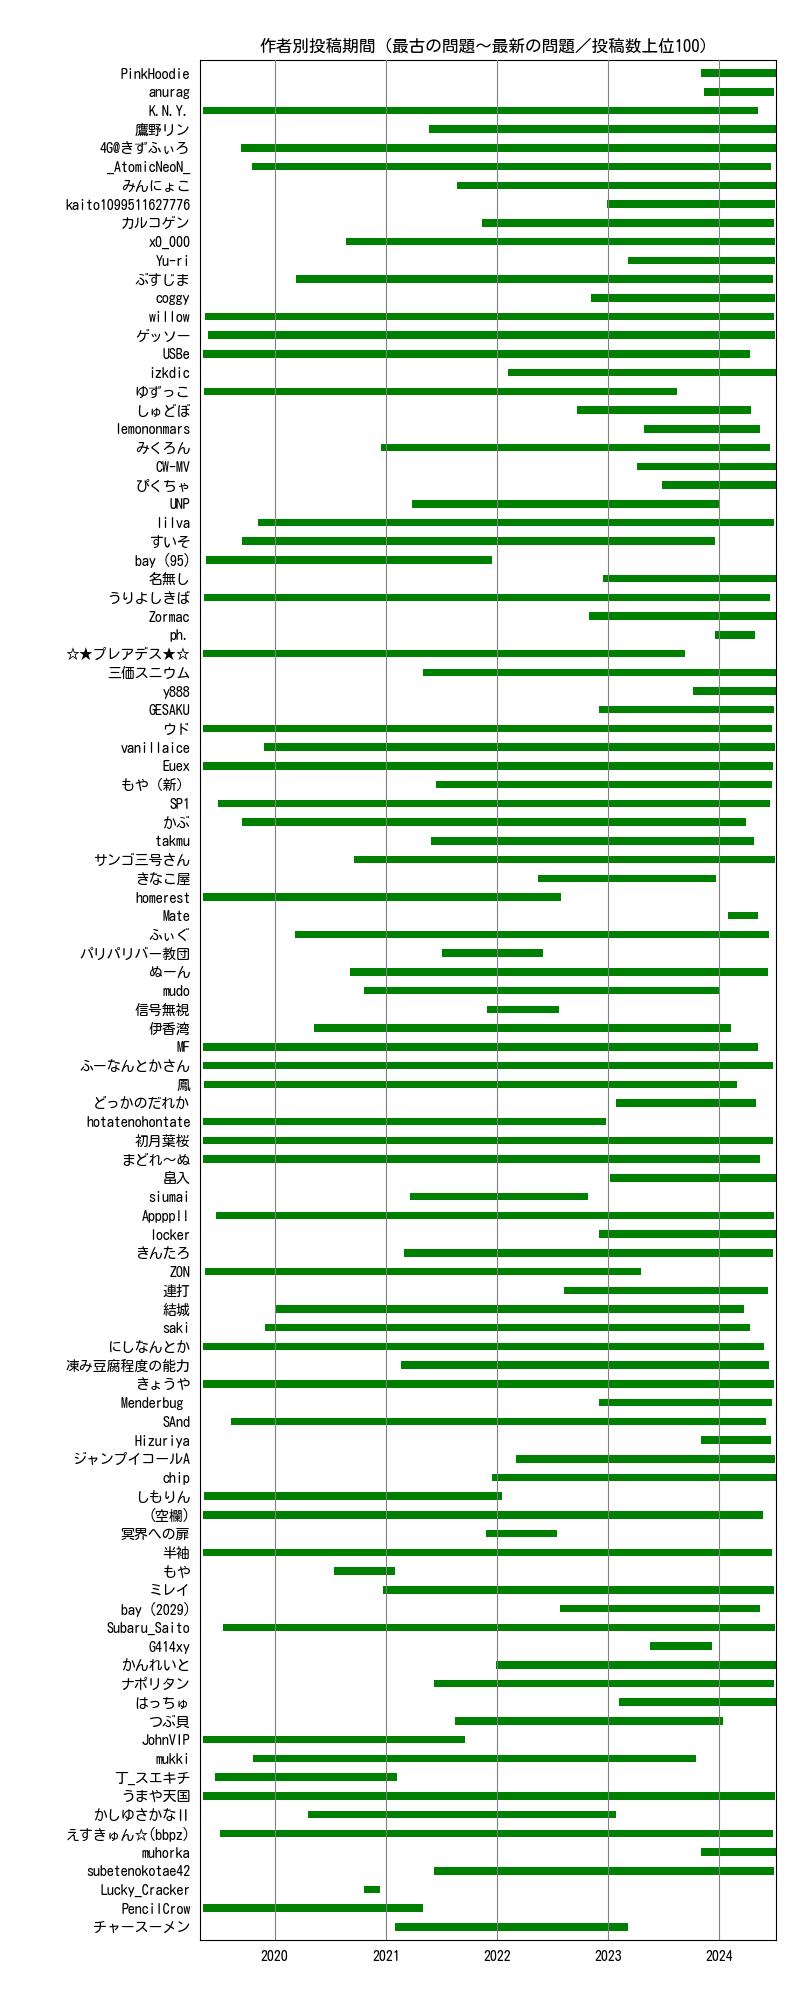 作者別投稿期間（最古の問題～最新の問題／投稿数上位100）
PinkHoodie
anurag
K.N.Y.
鷹野リン
4G@きずふぃろ
_AtomicNeoN_
みんにょこ
kaito1099511627776
カルコゲン
x0_000
Yu-ri
ぶすじま
coggy
willow
ゲッソー
USBe
izkdic
ゆずっこ
しゅどぼ
lemononmars
みくろん
CW-MV
ぴくちゃ
UNP
lilva
すいそ
bay (95)
名無し
うりよしきば
Zormac
ph.
☆★プレアデス★☆
三価スニウム
y888
GESAKU
ウド
vanillaice
Euex
もや（新）
SP1
かぶ
takmu
サンゴ三号さん
きなこ屋
homerest
Mate
ふぃぐ
パリパリバー教団
ぬーん
mudo
信号無視
伊香湾
MF
ふーなんとかさん
鳳
どっかのだれか
hotatenohontate
初月葉桜
まどれ～ぬ
畠入
siumai
Appppll
locker
きんたろ
ZON
連打
結城
saki
にしなんとか
凍み豆腐程度の能力
きょうや
Menderbug
SAnd
Hizuriya
ジャンプイコールA
chip
しもりん
(空欄)
冥界への扉
半袖
もや
ミレイ
bay (2029)
Subaru_Saito
G414xy
かんれいと
ナポリタン
はっちゅ
つぶ貝
JohnVIP
mukki
丁_スエキチ
うまや天国
かしゆさかなII
えすきゅん☆(bbpz)
muhorka
subetenokotae42
Lucky_Cracker
PencilCrow
チャースーメン
2020 2021 2022 2023 2024